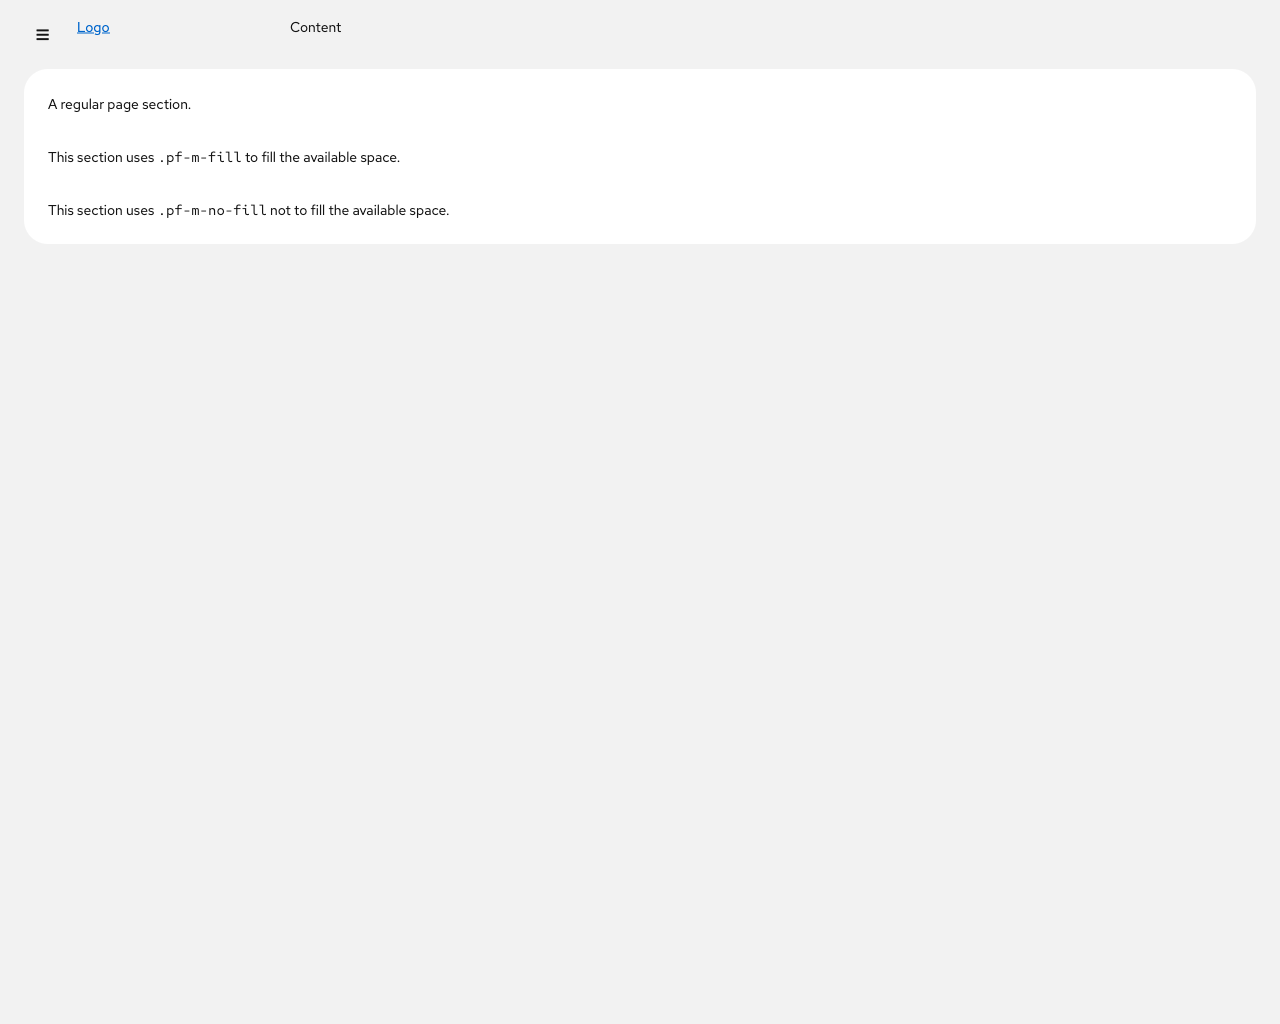 Logo
Content
A regular page section.
This section uses .pf-m-fill to fill the available space.
This section uses .pf-m-no-fill not to fill the available space.